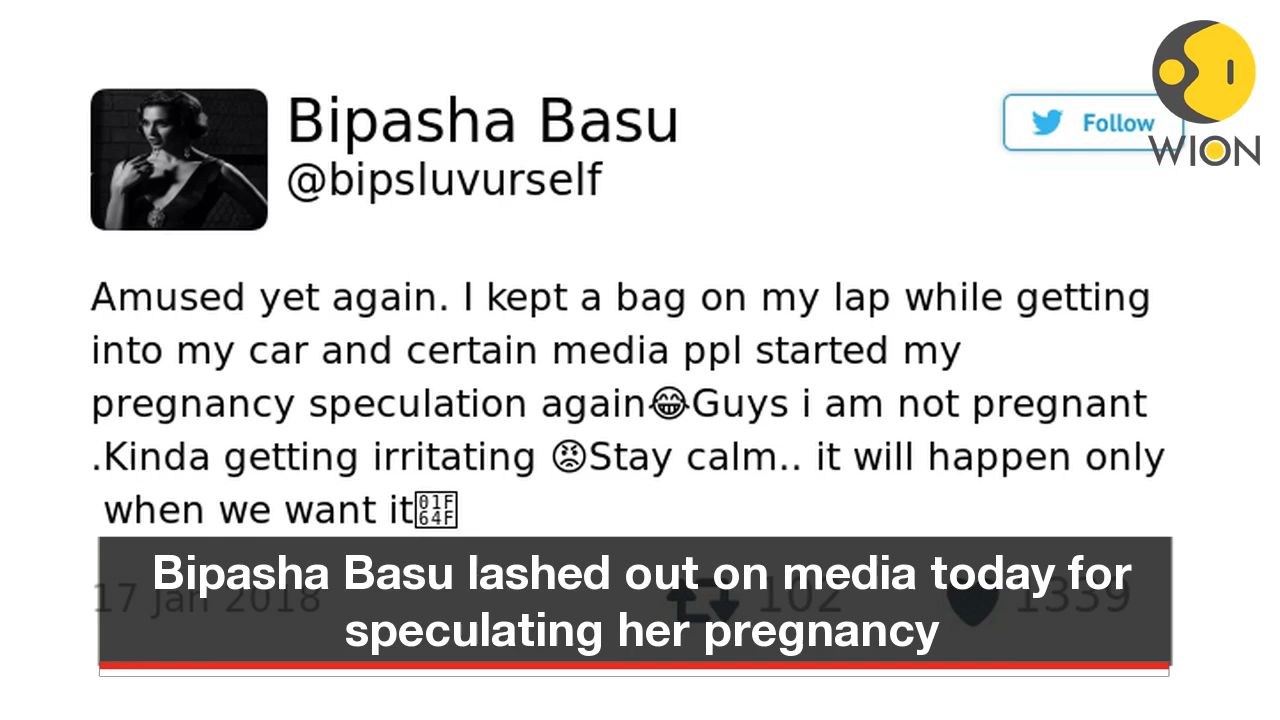 Bipasha Basu
@bipsluvurself
Follow
WION
Amused yet again. I kept a bag on my lap while getting
into my car and certain media ppl started my
pregnancy speculation again😂Guys i am not pregnant
.Kinda getting irritating 😡Stay calm.. it will happen only
when we want it🙏
17 Jan 2018 102 1339
Bipasha Basu lashed out on media today for
speculating her pregnancy